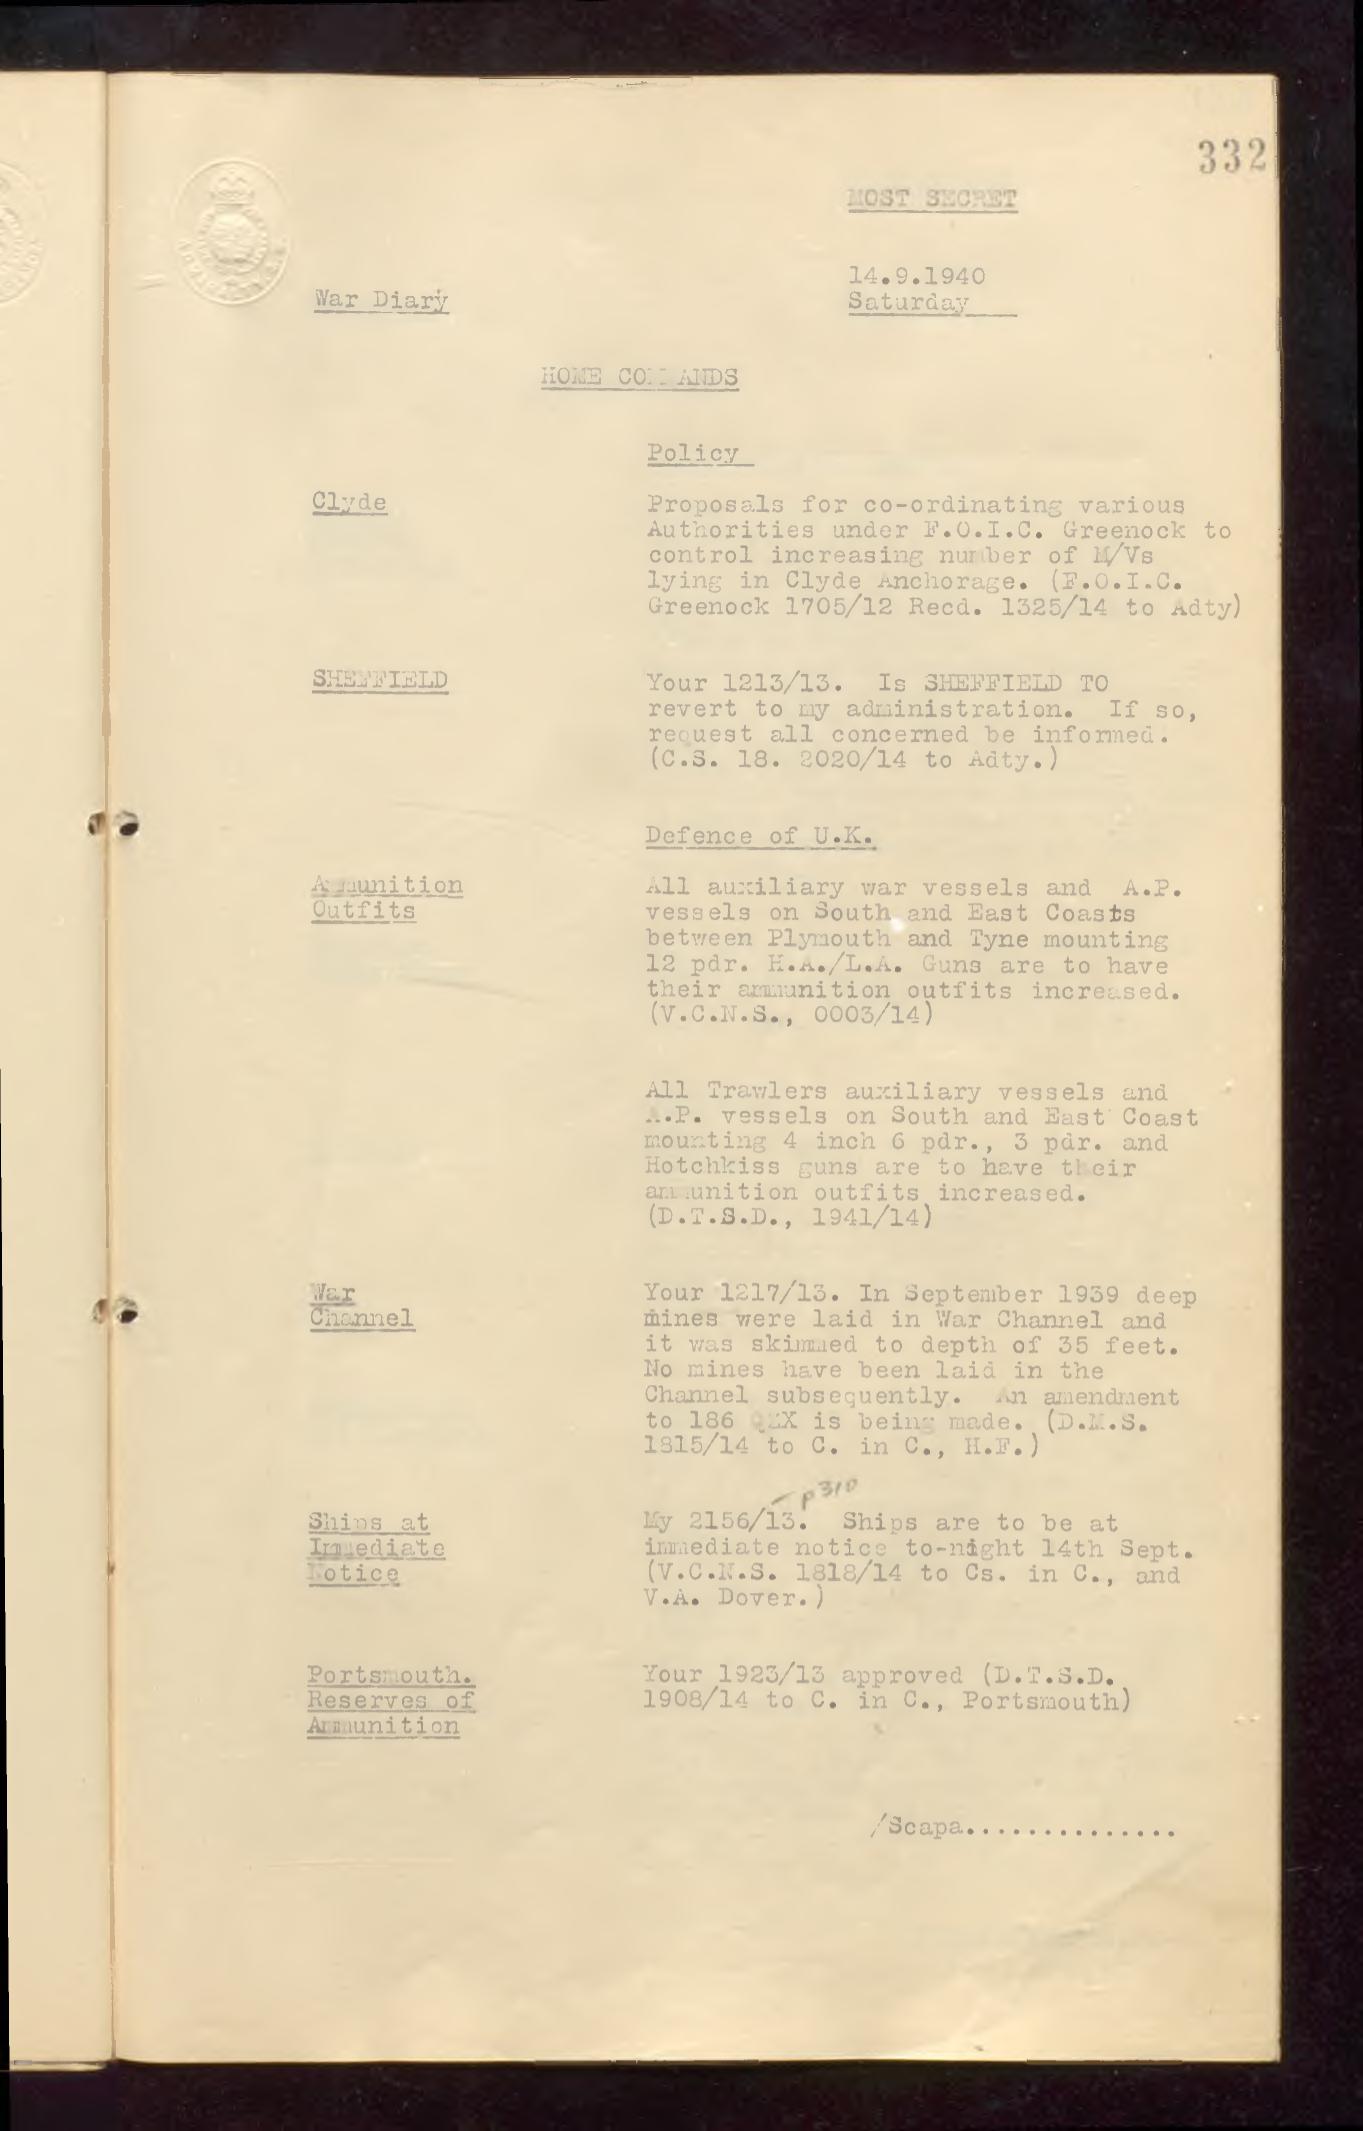 332
MOST SECRET
14.9.1940
War Diary
Saturday
HOME COMMANDS
Policy
Clyde
Proposals for co-ordinating various
Authorities under F.O.I.C. Greenock to
control increasing number of M/Vs
lying in Clyde Anchorage. (F.O.I.C.
Greenock 1705/12 Recd. 1325/14 to Adty)
SHEFFIELD
Your 1213/13. Is SHEFFIELD TO
revert to my administration. If so,
request all concerned be informed.
(C.S. 18. 2020/14 to Adty.)
Defence of U.K.
Ammunition
Outfits
All auxiliary war vessels and A.P.
vessels on South and East Coasts
between Plymouth and Tyne mounting
12 pdr. H.A./L.A. Guns are to have
their ammunition outfits increased.
(V.C.N.S., 0003/14)
All Trawlers auxiliary vessels and
A.P. vessels on South and East Coast
mounting 4 inch 6 pdr., 3 pdr. and
Hotchkiss guns are to have their
ammunition outfits increased.
(D.T.S.D., 1941/14)
War
Channel
Your 1217/13. In September 1939 deep
mines were laid in War Channel and
it was skimmed to depth of 35 feet.
No mines have been laid in the
Channel subsequently. An amendment
to 186 QZX is being made. (D.M.S.
1815/14 to C. in C., H.F.)
p310
Ships at
Immediate
Notice
My 2156/13. Ships are to be at
immediate notice to-night 14th Sept.
(V.C.N.S. 1818/14 to Cs. in C., and
V.A. Dover.)
Portsmouth.
Reserves of
Ammunition
Your 1923/13 approved (D.T.S.D.
1908/14 to C. in C., Portsmouth)
/Scapa..............